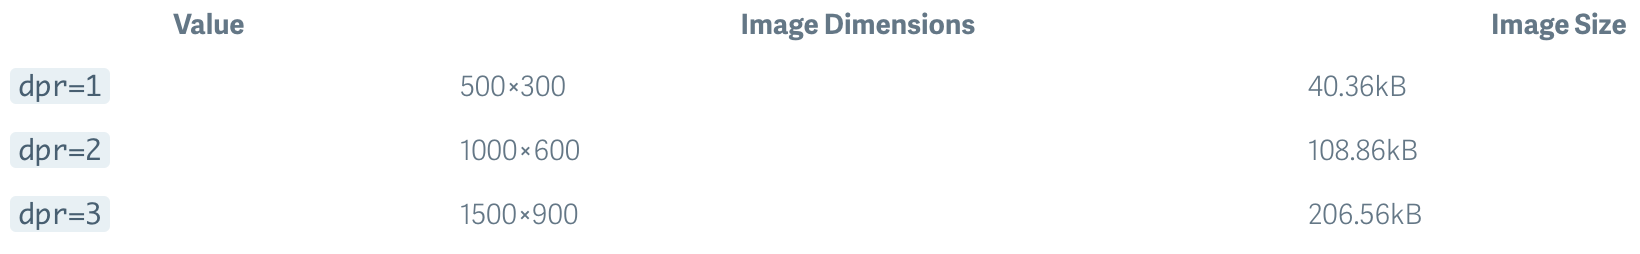 Value Image Dimensions Image Size
dpr=1 500×300 40.36kB
dpr=2 1000×600 108.86kB
dpr=3 1500×900 206.56kB